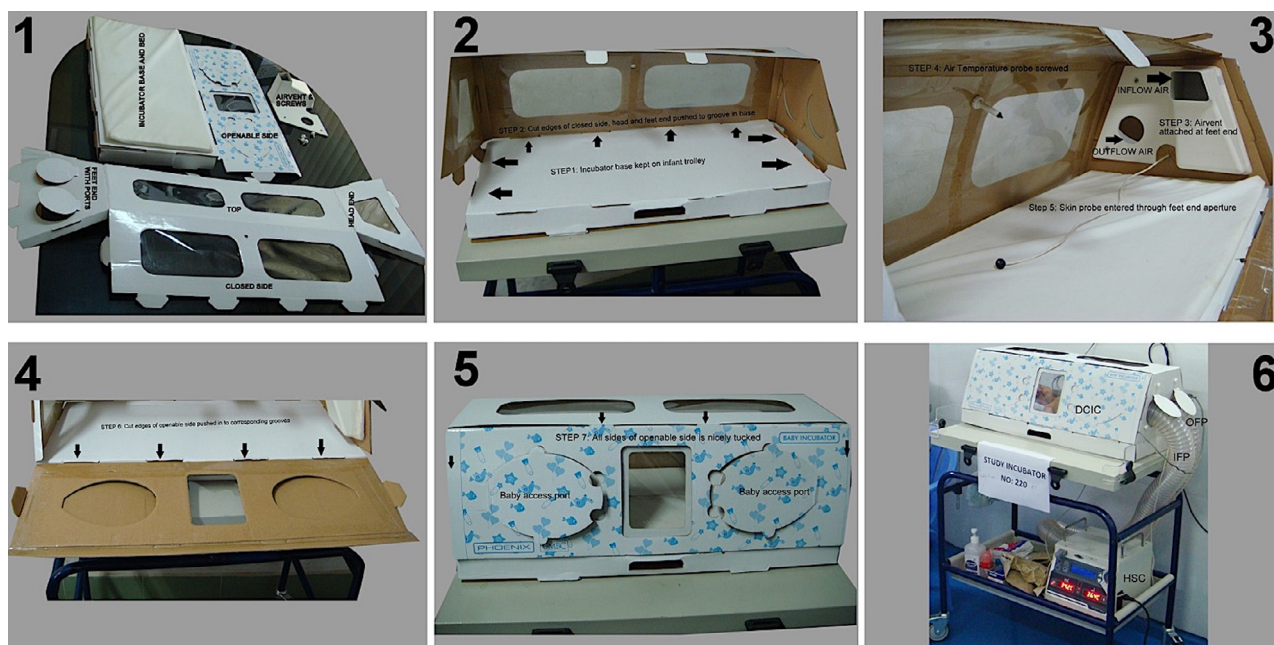 1
INCUBATOR BASE AND BED
AIRVENT &
SCREWS
OPENABLE SIDE
FEET END
WITH PORTS
TOP
HEAD END
CLOSED SIDE
2
STEP 2: Cut edges of closed side, head and feet end pushed to groove in base
STEP1: Incubator base kept on infant trolley
3
STEP 4: Air Temperature probe screwed
INFLOW AIR
STEP 3: Airvent
attached at feet end
OUTFLOW AIR
Step 5: Skin probe entered through feet end aperture
4
STEP 6: Cut edges of openable side pushed in to corresponding grooves
5
STEP 7: All sides of openable side is nicely tucked
BABY INCUBATOR
Baby access port
Baby access port
PHOENIX
6
DCIC
OFP
IFP
STUDY INCUBATOR
NO: 220
HSC